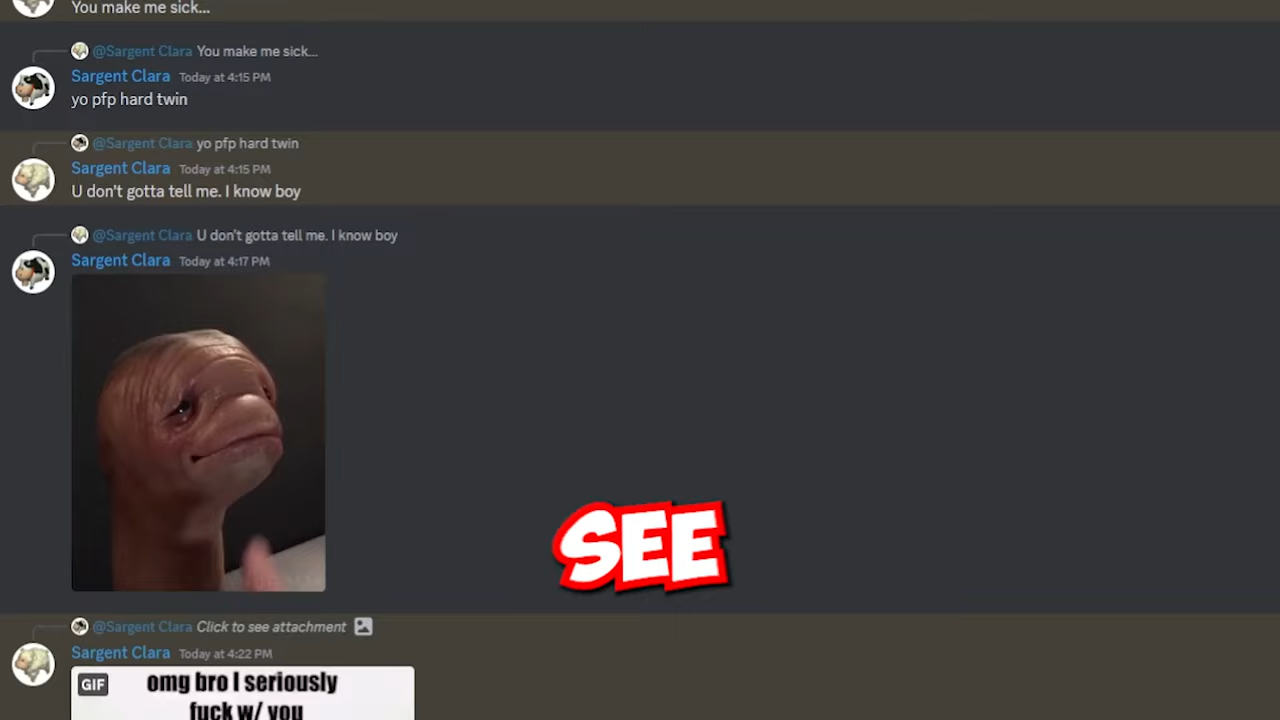 You make me sick...
@Sargent Clara You make me sick...
Sargent Clara Today at 4:15 PM
yo pfp hard twin
@Sargent Clara yo pfp hard twin
Sargent Clara Today at 4:15 PM
U don't gotta tell me. I know boy
@Sargent Clara U don't gotta tell me. I know boy
Sargent Clara Today at 4:17 PM
SEE
@Sargent Clara Click to see attachment
Sargent Clara Today at 4:22 PM
GIF
omg bro I seriously
fuck w/ you